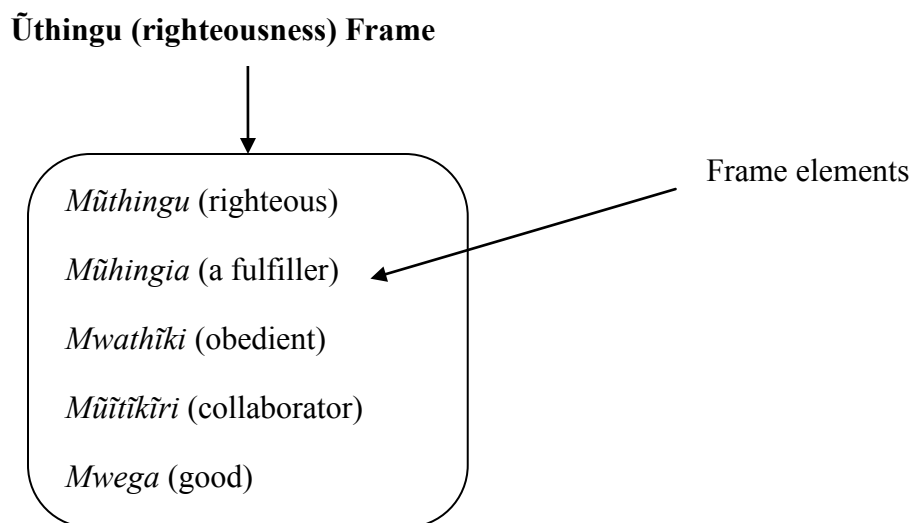 Ũthingu (righteousness) Frame
Frame elements
Mũthingu (righteous)
Mũhingia (a fulfiller)
Mwathĩki (obedient)
Mũĩtĩkĩri (collaborator)
Mwega (good)